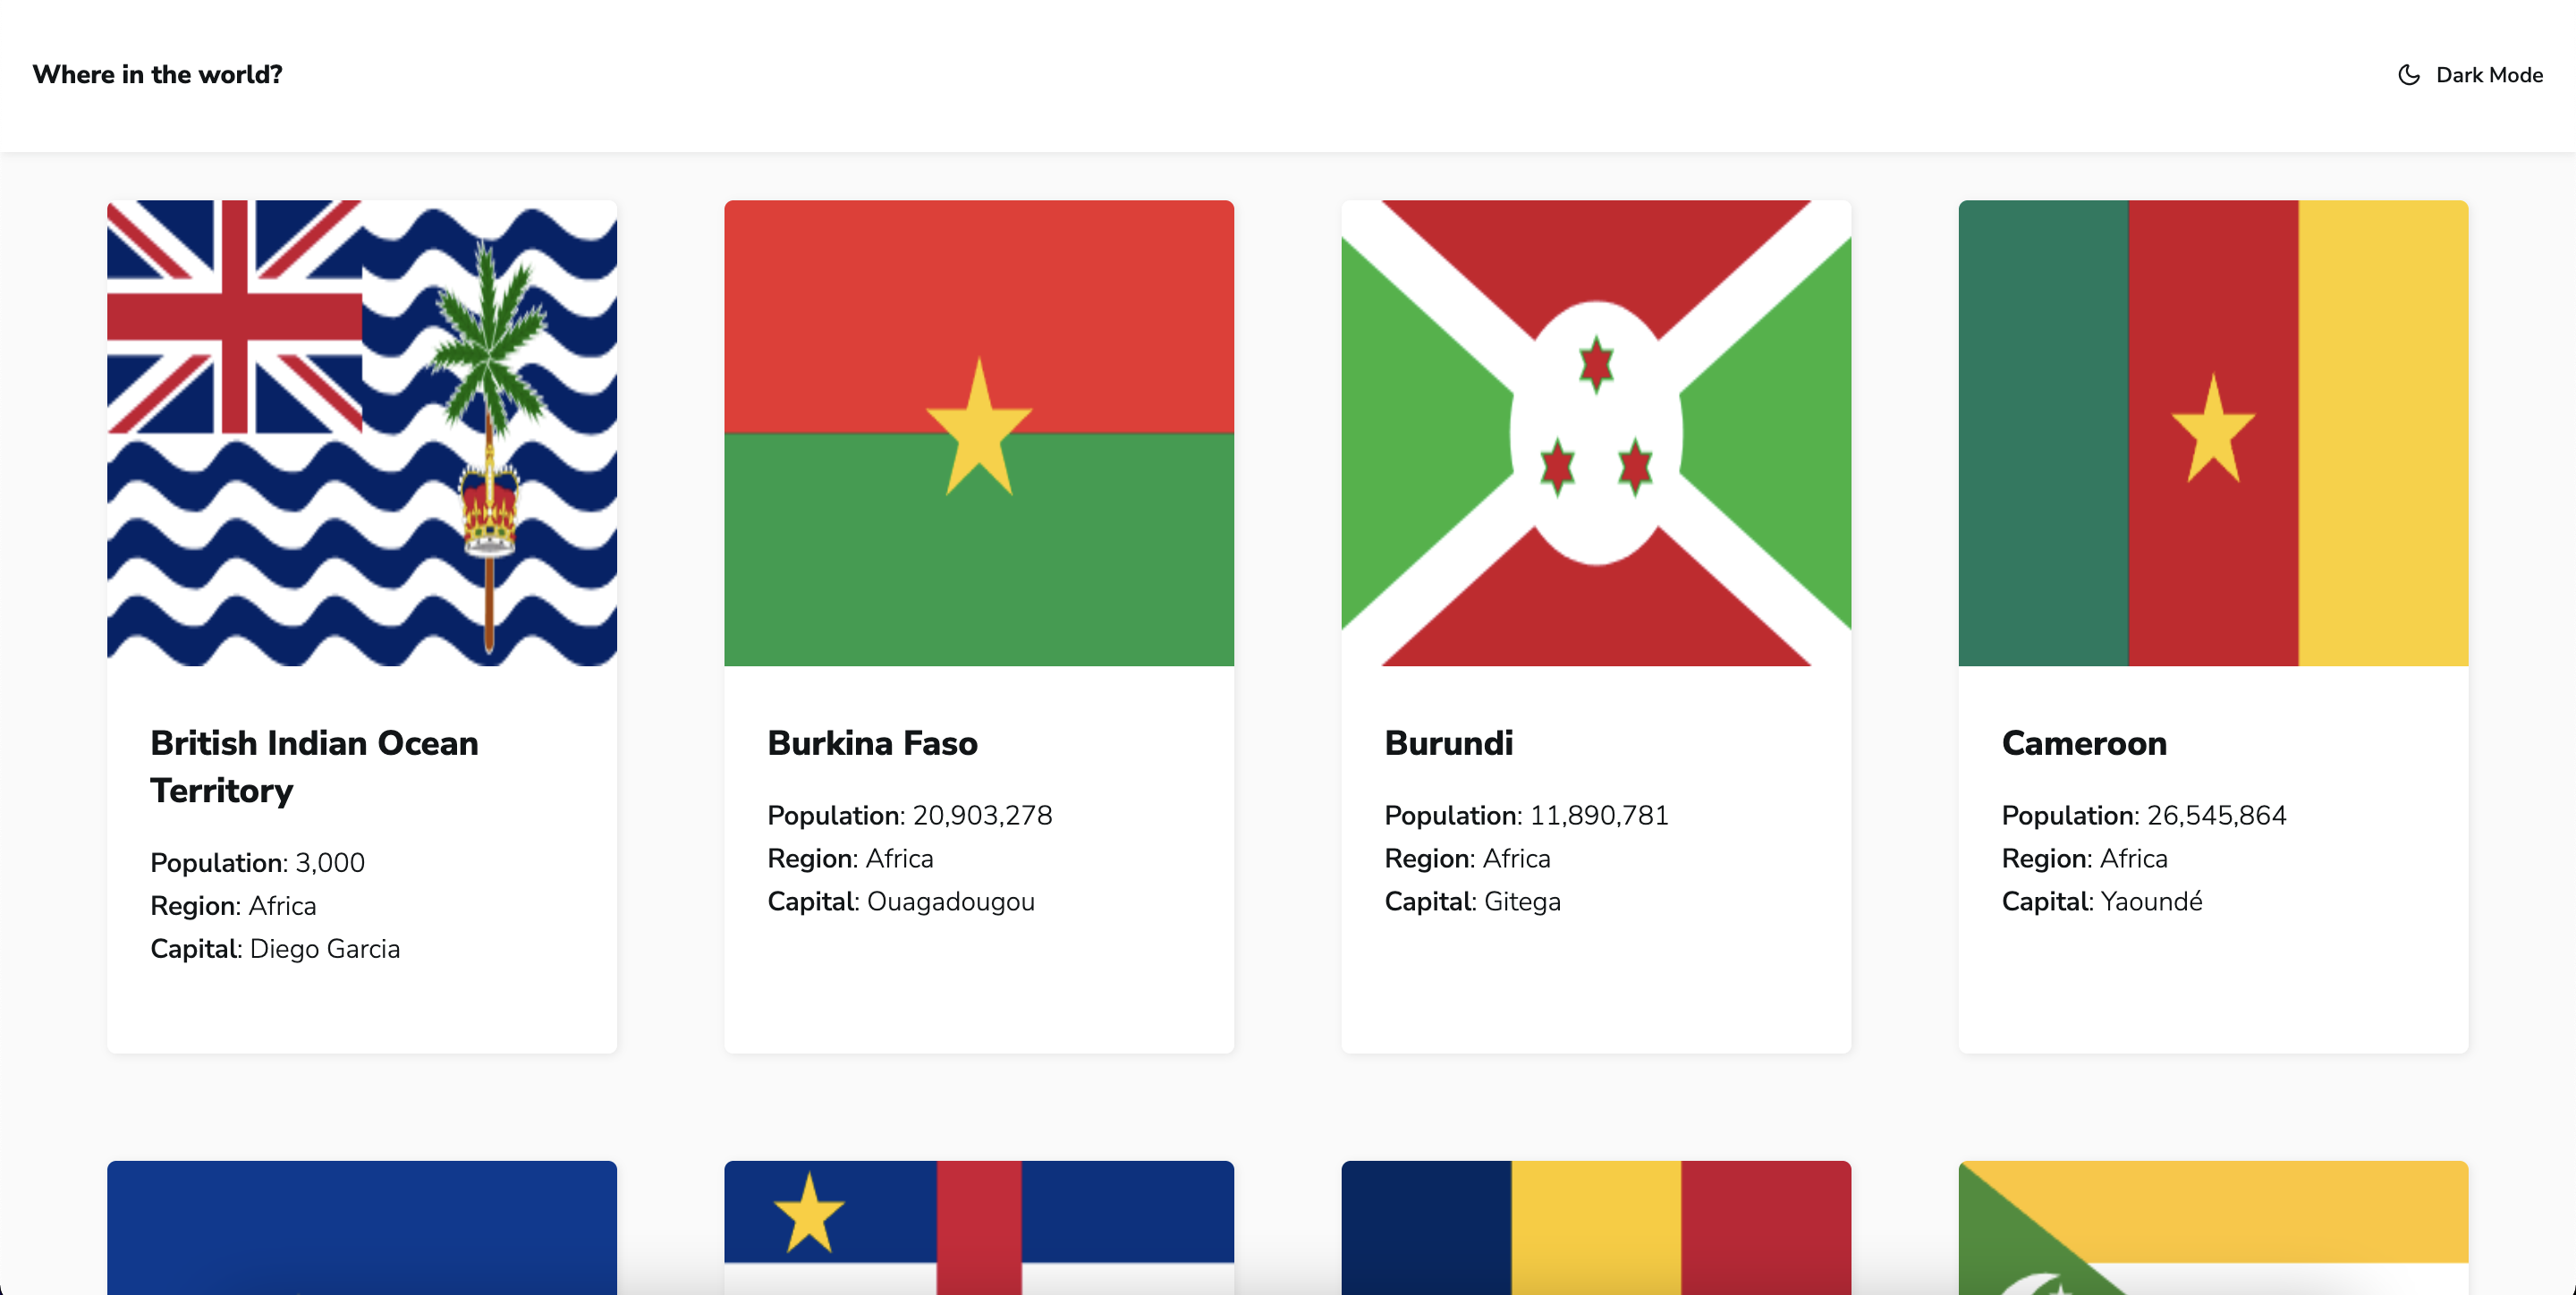 Where in the world?
Dark Mode
British Indian Ocean
Territory
Population: 3,000
Region: Africa
Capital: Diego Garcia
Burkina Faso
Population: 20,903,278
Region: Africa
Capital: Ouagadougou
Burundi
Population: 11,890,781
Region: Africa
Capital: Gitega
Cameroon
Population: 26,545,864
Region: Africa
Capital: Yaoundé